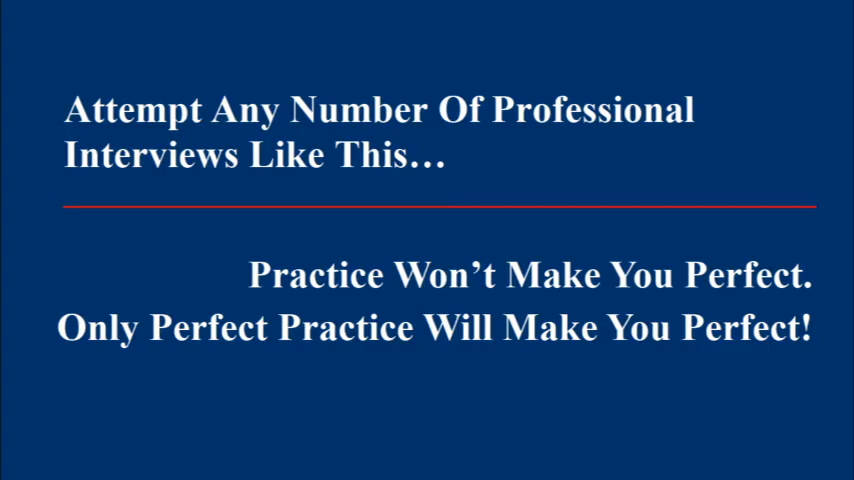 Attempt Any Number Of Professional
Interviews Like This…
Practice Won’t Make You Perfect.
Only Perfect Practice Will Make You Perfect!